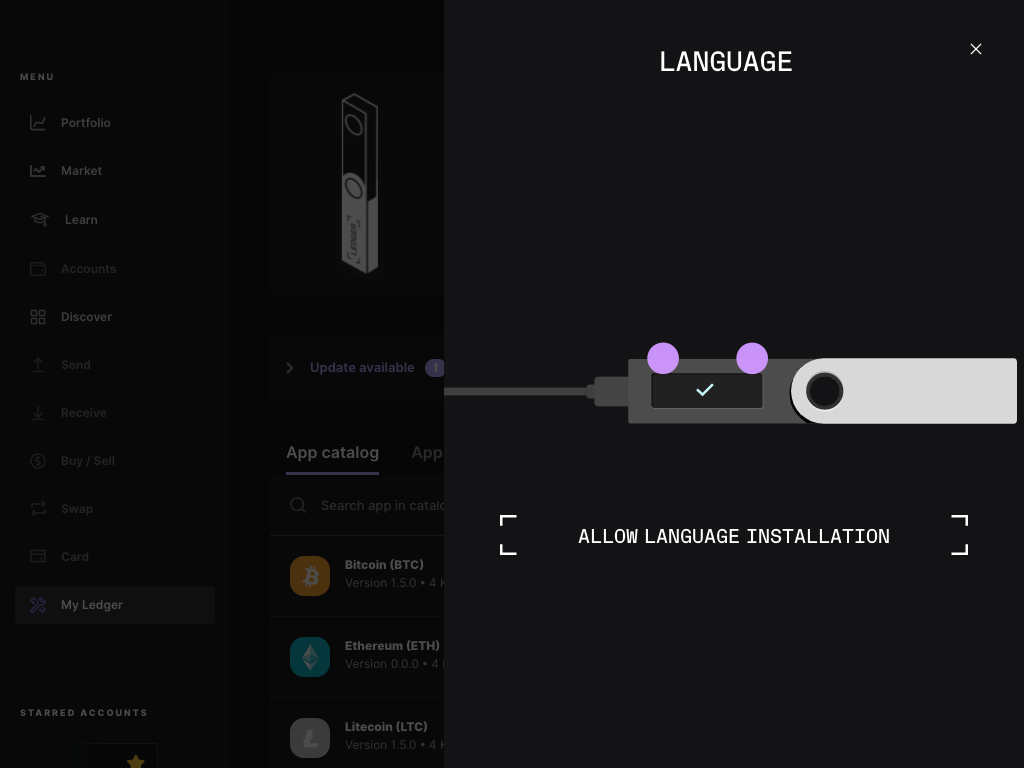 MENU
Portfolio
Market
Learn
Accounts
Discover
Send
Receive
Buy / Sell
Swap
Card
My Ledger
STARRED ACCOUNTS
LEDGER
Update available 1
App catalog App
Search app in catalo
Bitcoin (BTC)
Version 1.5.0 • 4 K
Ethereum (ETH)
Version 0.0.0 • 4
Litecoin (LTC)
Version 1.5.0 • 4 K
LANGUAGE
ALLOW LANGUAGE INSTALLATION